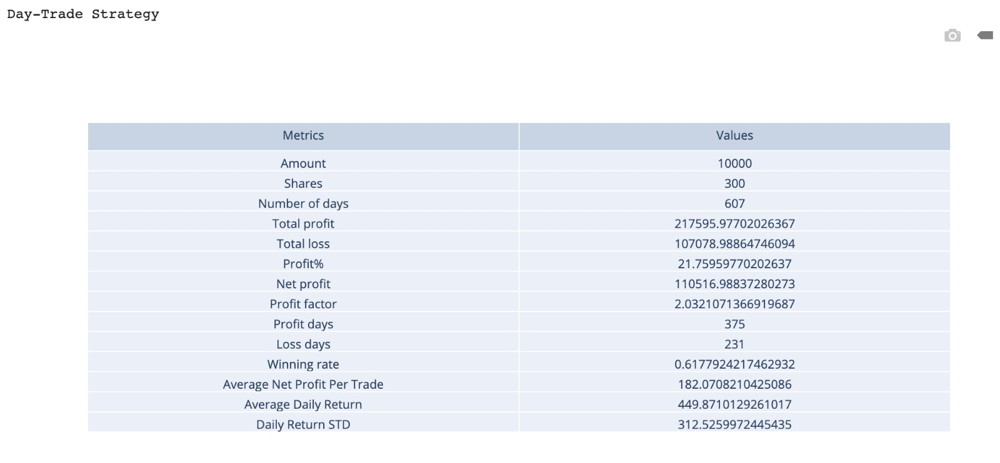 Day-Trade Strategy
Metrics Values
Amount 10000
Shares 300
Number of days 607
Total profit 217595.97702026367
Total loss 107078.98864746094
Profit% 21.75959770202637
Net profit 110516.98837280273
Profit factor 2.0321071366919687
Profit days 375
Loss days 231
Winning rate 0.6177924217462932
Average Net Profit Per Trade 182.0708210425086
Average Daily Return 449.8710129261017
Daily Return STD 312.5259972445435